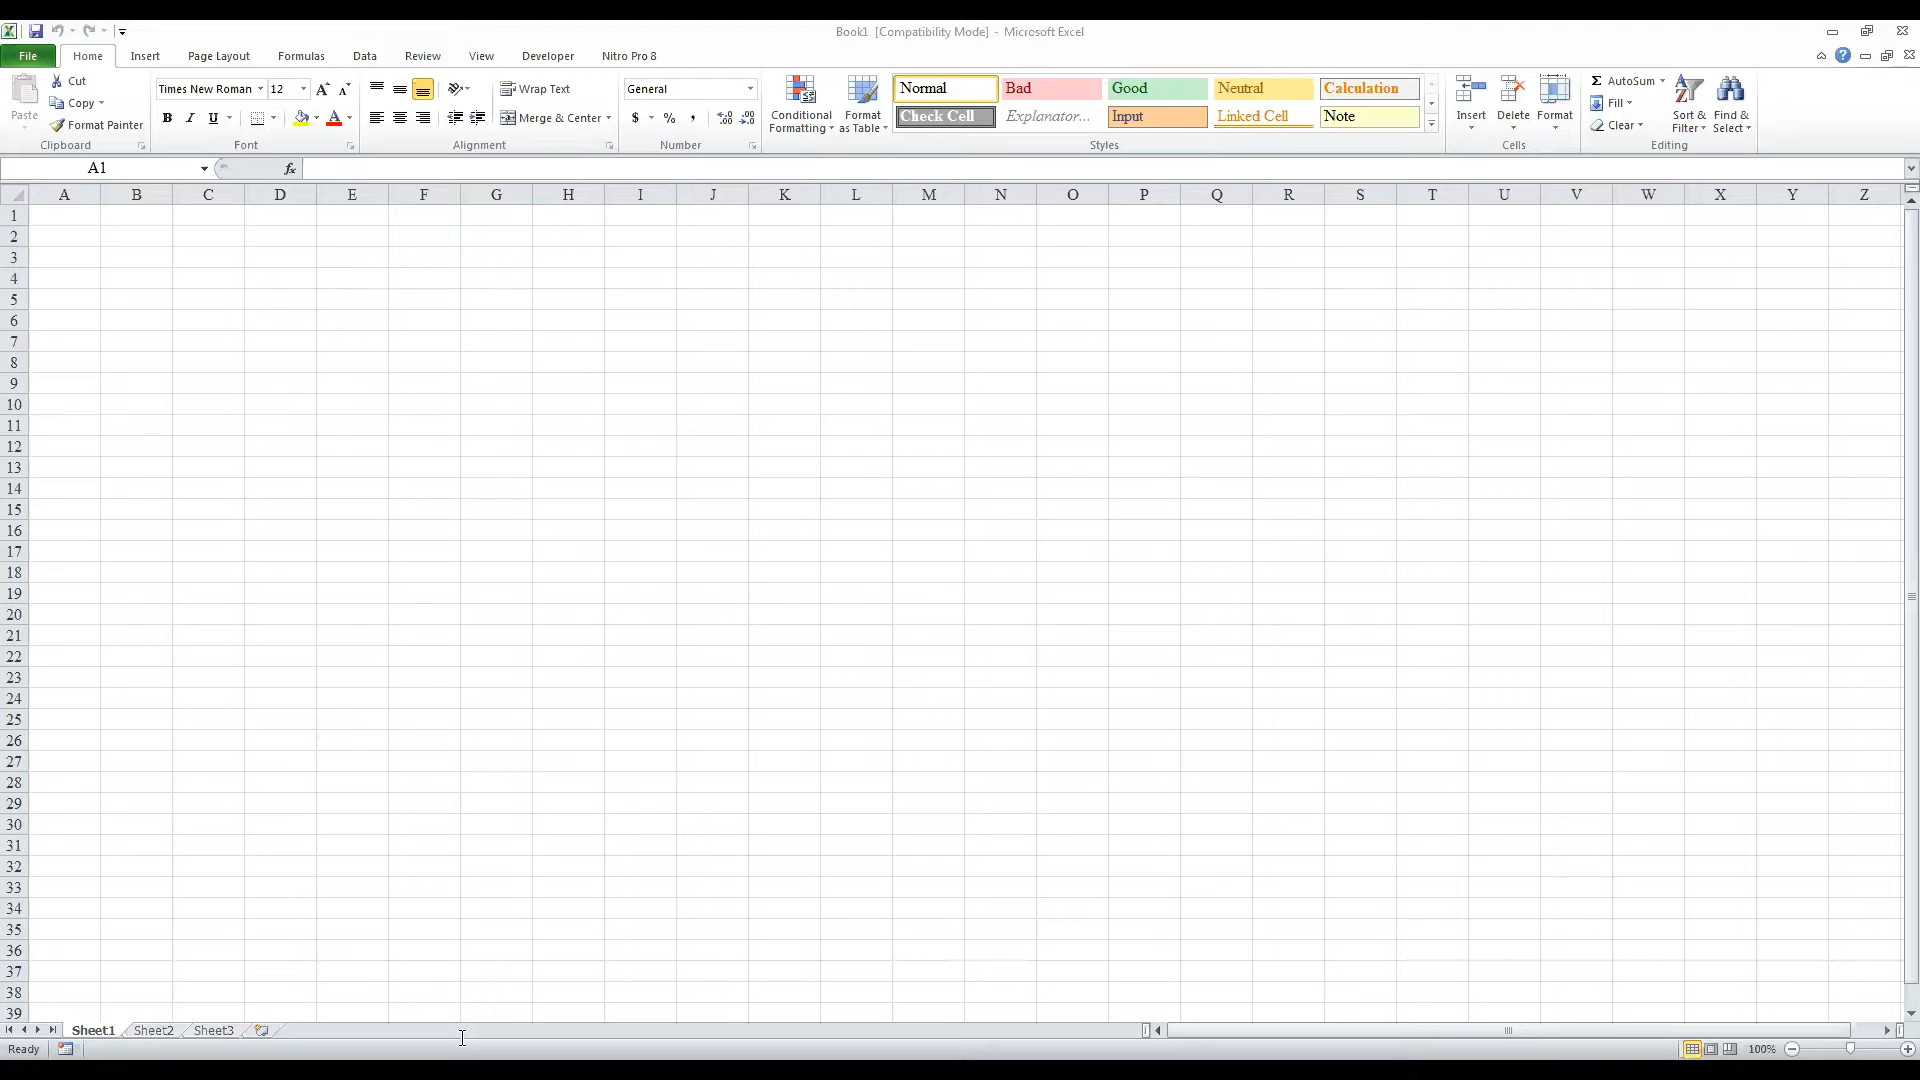 Book1 [Compatibility Mode] - Microsoft Excel
File Home Insert Page Layout Formulas Data Review View Developer Nitro Pro 8
Paste Cut Copy Format Painter
Clipboard
Times New Roman 12
B I U A
Font
Wrap Text
Merge & Center
Alignment
General
$ % ,
Number
Conditional Formatting
Format as Table
Normal Bad Good Neutral Calculation
Check Cell Explanator... Input Linked Cell Note
Styles
Insert Delete Format
Cells
Σ AutoSum
Fill
Clear
Sort & Filter
Find & Select
Editing
A1 fx
A B C D E F G H I J K L M N O P Q R S T U V W X Y Z
1
2
3
4
5
6
7
8
9
10
11
12
13
14
15
16
17
18
19
20
21
22
23
24
25
26
27
28
29
30
31
32
33
34
35
36
37
38
39
Sheet1 Sheet2 Sheet3
Ready 100%